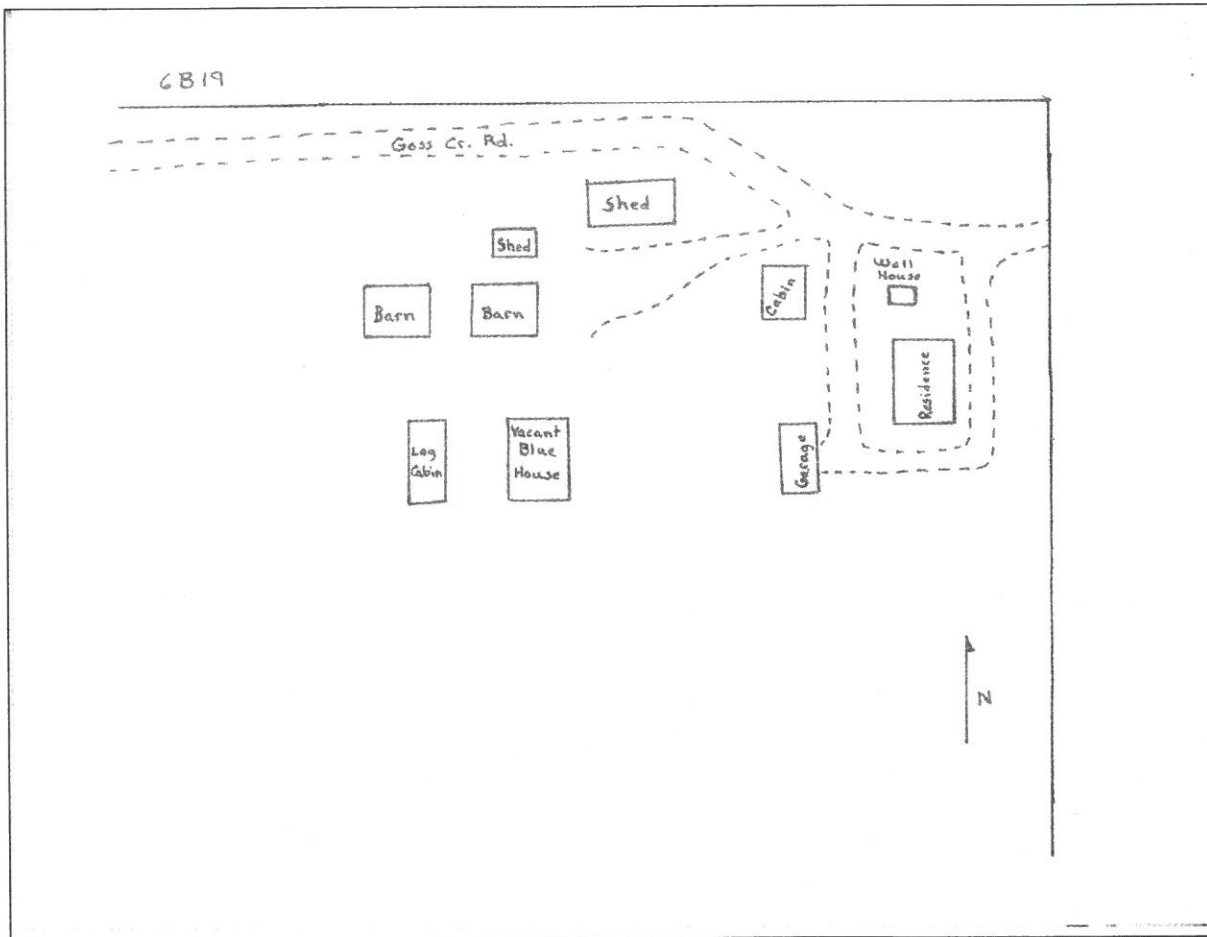 6B19
Goss Cr. Rd.
Shed
Shed
Well
House
Cabin
Barn
Barn
Residence
Log
Cabin
Vacant
Blue
House
Garage
N